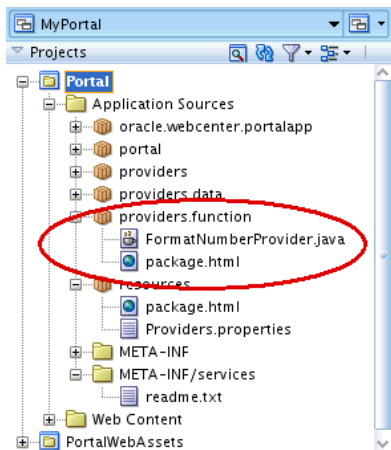 MyPortal
Projects
Portal
Application Sources
oracle.webcenter.portalapp
portal
providers
providers.data
providers.function
FormatNumberProvider.java
package.html
resources
package.html
Providers.properties
META-INF
META-INF/services
readme.txt
Web Content
PortalWebAssets